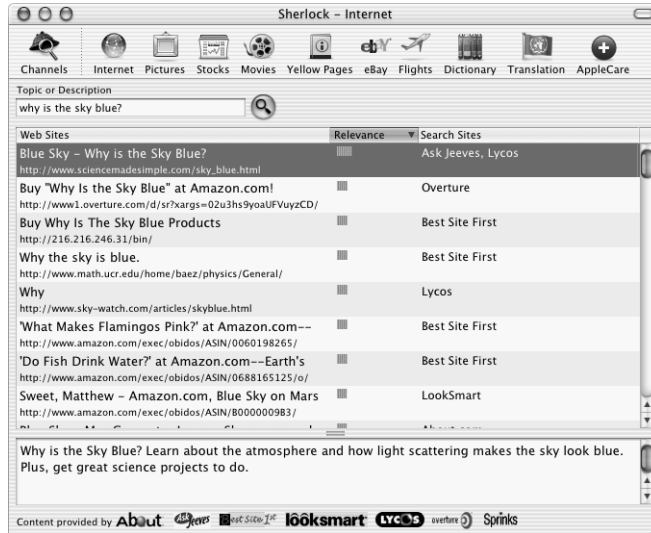 Sherlock – Internet
Channels Internet Pictures Stocks Movies Yellow Pages eBay Flights Dictionary Translation AppleCare
Topic or Description
why is the sky blue?
Web Sites Relevance Search Sites
Blue Sky – Why is the Sky Blue? Ask Jeeves, Lycos
http://www.sciencemadesimple.com/sky_blue.html
Buy "Why Is the Sky Blue" at Amazon.com! Overture
http://www1.overture.com/d/sr?xargs=02u3hs9yoaUFVuyzCD/
Buy Why Is The Sky Blue Products Best Site First
http://216.216.246.31/bin/
Why the sky is blue. Best Site First
http://www.math.ucr.edu/home/baez/physics/General/
Why Lycos
http://www.sky-watch.com/articles/skyblue.html
'What Makes Flamingos Pink?' at Amazon.com-- Best Site First
http://www.amazon.com/exec/obidos/ASIN/0060198265/
'Do Fish Drink Water?' at Amazon.com--Earth's Best Site First
http://www.amazon.com/exec/obidos/ASIN/0688165125/o/
Sweet, Matthew – Amazon.com, Blue Sky on Mars LookSmart
http://www.amazon.com/exec/obidos/ASIN/B0000009B3/
Why is the Sky Blue? Learn about the atmosphere and how light scattering makes the sky look blue.
Plus, get great science projects to do.
Content provided by About Ask Jeeves Best Site 1st looksmart LYCOS overture Sprinks